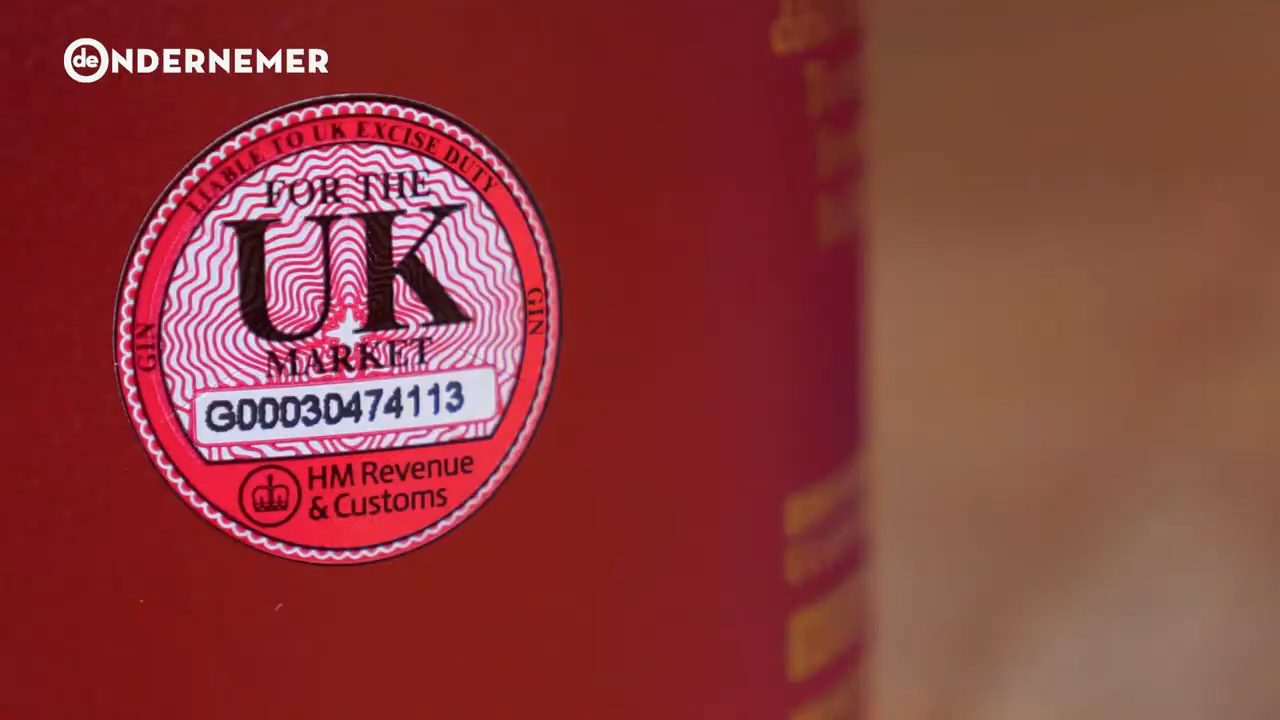 deONDERNEMER
LIABLE TO UK EXCISE DUTY
FOR THE
UK
MARKET
GIN
GIN
G00030474113
HM Revenue
& Customs